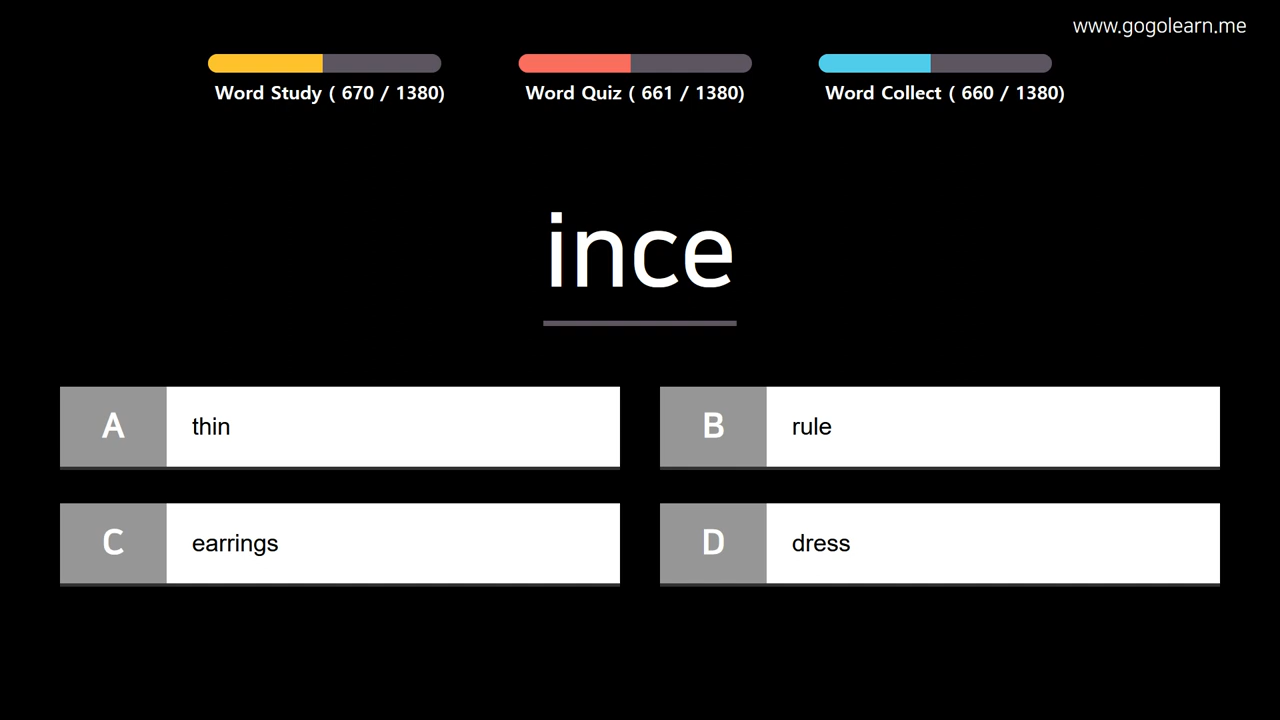 www.gogolearn.me
Word Study ( 670 / 1380)
Word Quiz ( 661 / 1380)
Word Collect ( 660 / 1380)
ince
A thin
B rule
C earrings
D dress